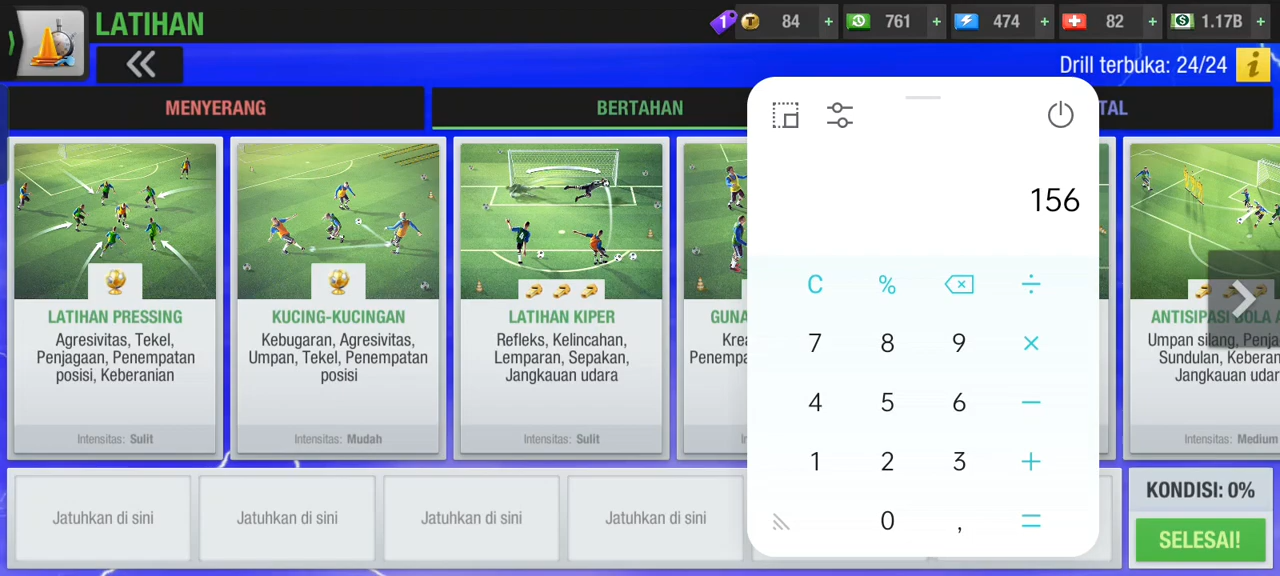 LATIHAN
1
T
84 +
761 +
474 +
82 +
$ 1.17B +
Drill terbuka: 24/24
i
MENYERANG
BERTAHAN
TAL
156
C % ÷
7 8 9 ×
4 5 6 −
1 2 3 +
0 , =
LATIHAN PRESSING
Agresivitas, Tekel,
Penjagaan, Penempatan
posisi, Keberanian
Intensitas: Sulit
KUCING-KUCINGAN
Kebugaran, Agresivitas,
Umpan, Tekel, Penempatan
posisi
Intensitas: Mudah
LATIHAN KIPER
Refleks, Kelincahan,
Lemparan, Sepakan,
Jangkauan udara
Intensitas: Sulit
GUNA
Krea
Penemp
In
ANTISIPASI BOLA A
Umpan silang, Penja
Sundulan, Keberan
Jangkauan udar
Intensitas: Medium
Jatuhkan di sini
Jatuhkan di sini
Jatuhkan di sini
Jatuhkan di sini
KONDISI: 0%
SELESAI!